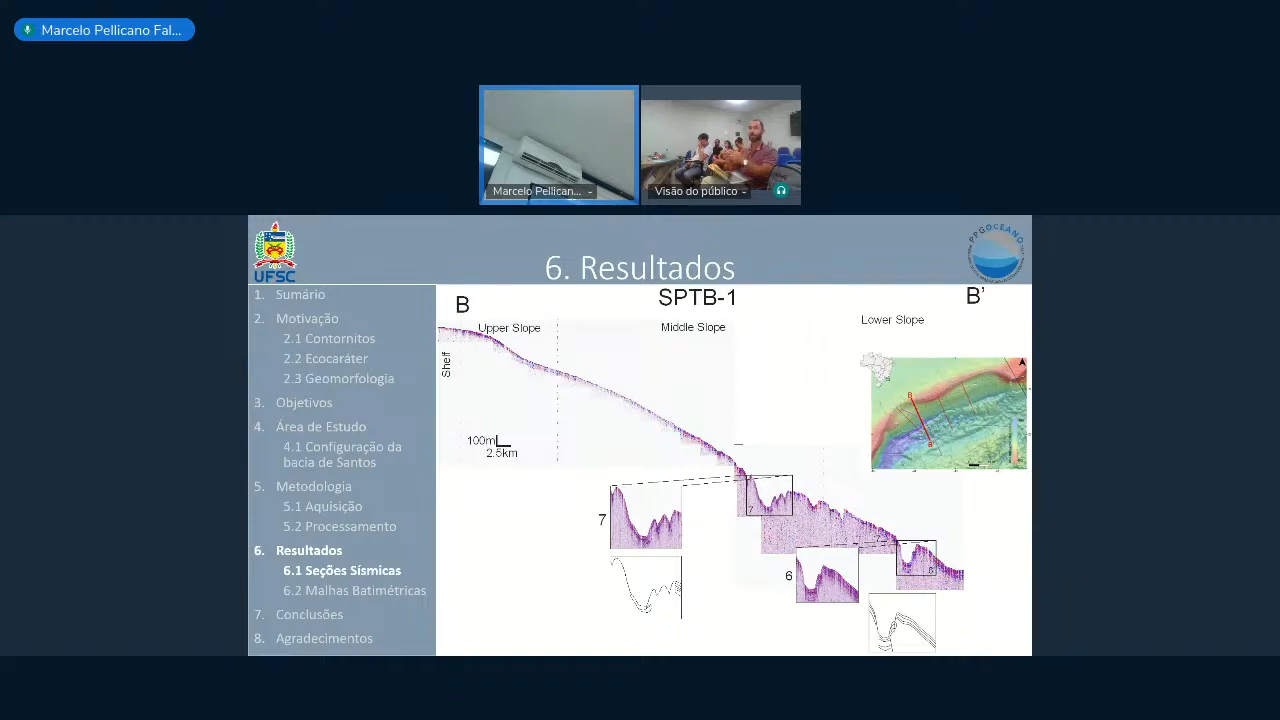 Marcelo Pellicano Fal...
Marcelo Pellican...
Visão do público
UFSC
6. Resultados
PPGOCEANO
1. Sumário
2. Motivação
2.1 Contornitos
2.2 Ecocaráter
2.3 Geomorfologia
3. Objetivos
4. Área de Estudo
4.1 Configuração da
bacia de Santos
5. Metodologia
5.1 Aquisição
5.2 Processamento
6. Resultados
6.1 Seções Sísmicas
6.2 Malhas Batimétricas
7. Conclusões
8. Agradecimentos
B
SPTB-1
B'
Upper Slope
Middle Slope
Lower Slope
Shelf
100m
2.5km
7
7
6
6
B
B'